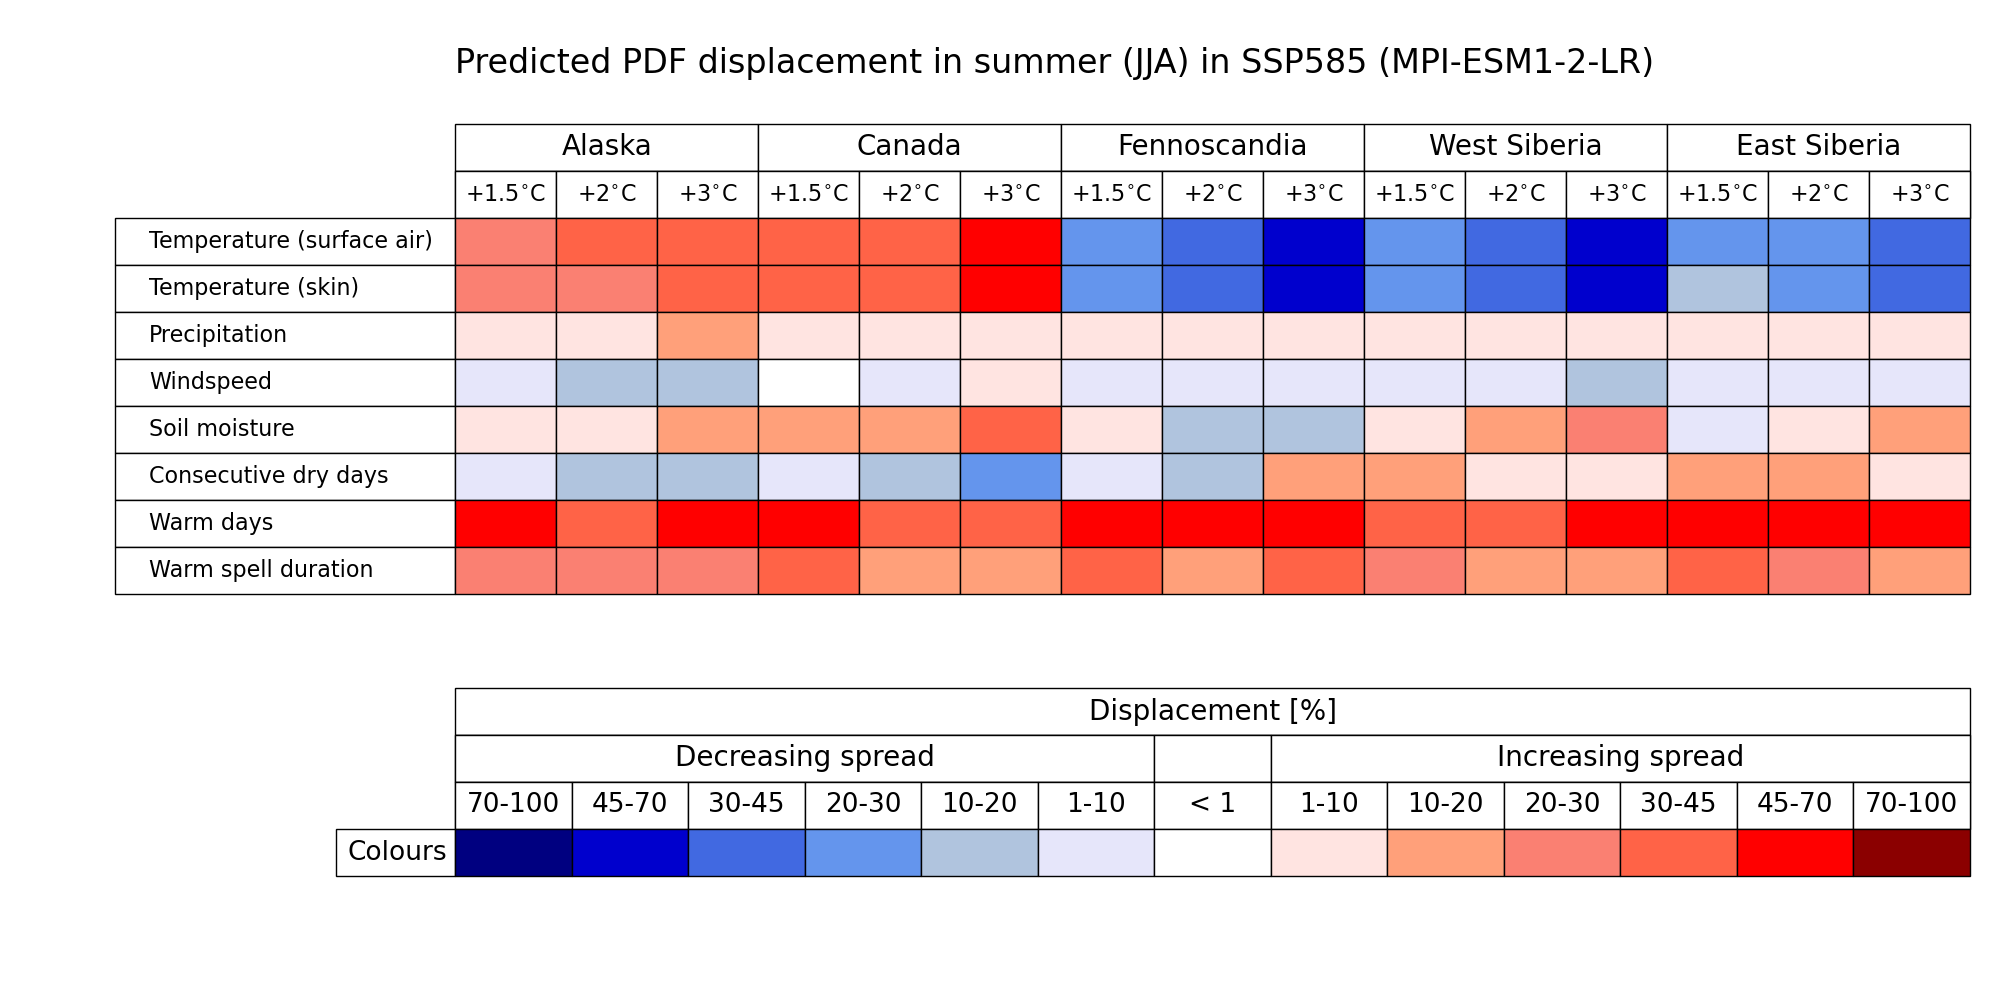 Predicted PDF displacement in summer (JJA) in SSP585 (MPI-ESM1-2-LR)
Alaska Canada Fennoscandia West Siberia East Siberia
+1.5°C +2°C +3°C +1.5°C +2°C +3°C +1.5°C +2°C +3°C +1.5°C +2°C +3°C +1.5°C +2°C +3°C
Temperature (surface air)
Temperature (skin)
Precipitation
Windspeed
Soil moisture
Consecutive dry days
Warm days
Warm spell duration
Displacement [%]
Decreasing spread Increasing spread
70-100 45-70 30-45 20-30 10-20 1-10 < 1 1-10 10-20 20-30 30-45 45-70 70-100
Colours